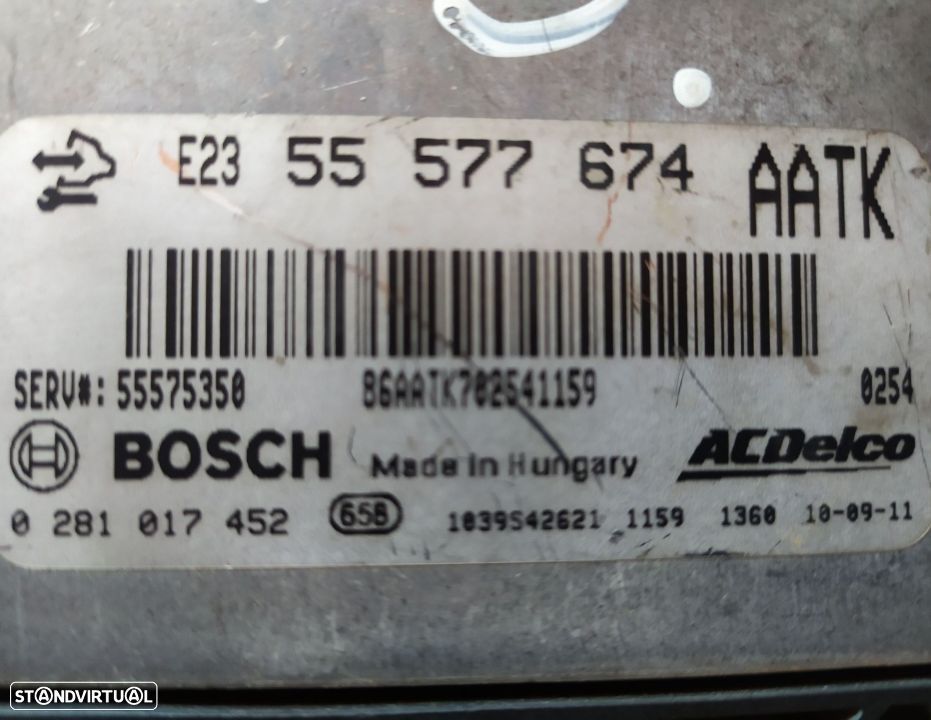 E23 55 577 674 AATK
SERV#: 55575350 86AATK702541159 0254
BOSCH Made in Hungary ACDelco
0 281 017 452 65B 1039S42621 1159 1360 10-09-11
STANDVIRTUAL